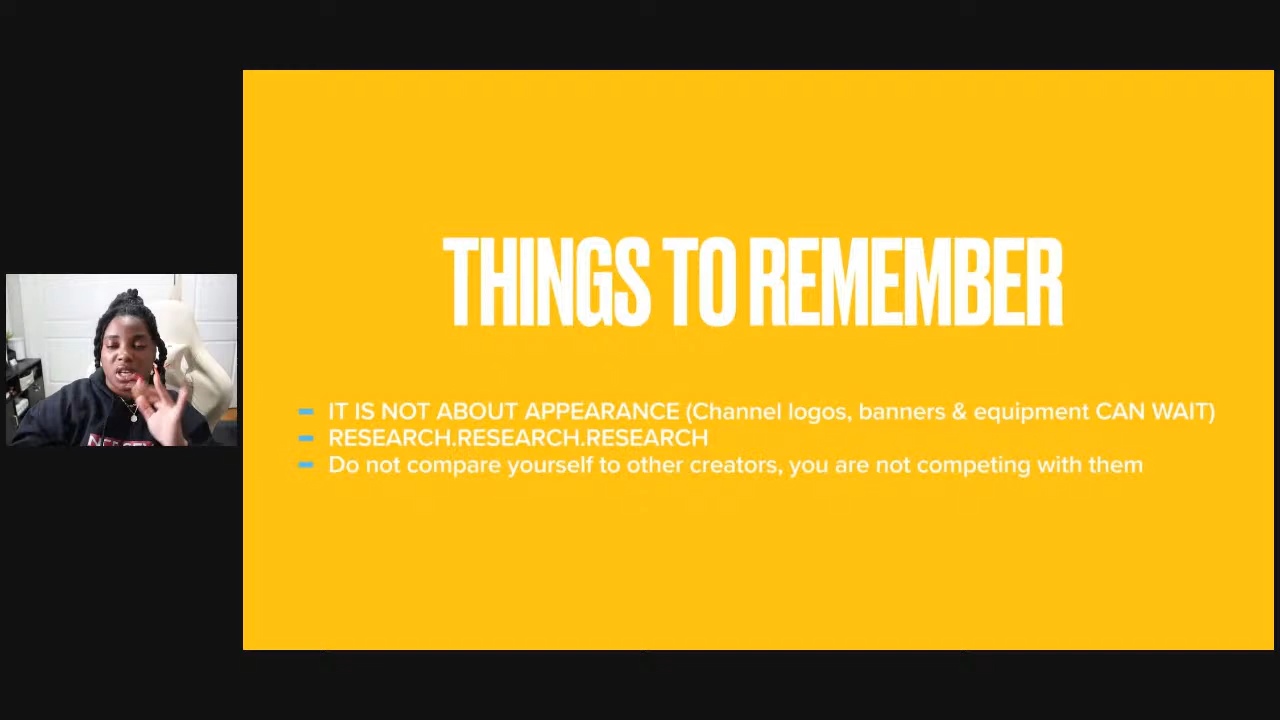 THINGS TO REMEMBER
IT IS NOT ABOUT APPEARANCE (Channel logos, banners & equipment CAN WAIT)
RESEARCH.RESEARCH.RESEARCH
Do not compare yourself to other creators, you are not competing with them